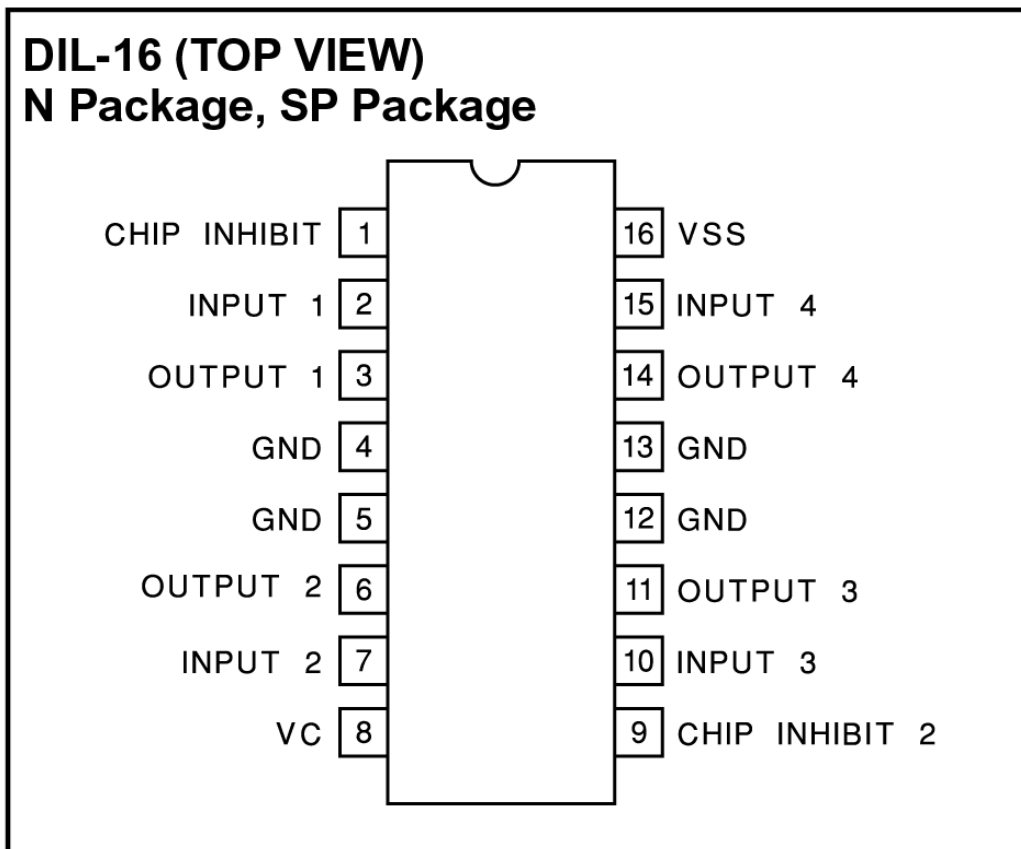 DIL-16 (TOP VIEW)
N Package, SP Package
CHIP INHIBIT 1 16 VSS
INPUT 1 2 15 INPUT 4
OUTPUT 1 3 14 OUTPUT 4
GND 4 13 GND
GND 5 12 GND
OUTPUT 2 6 11 OUTPUT 3
INPUT 2 7 10 INPUT 3
VC 8 9 CHIP INHIBIT 2